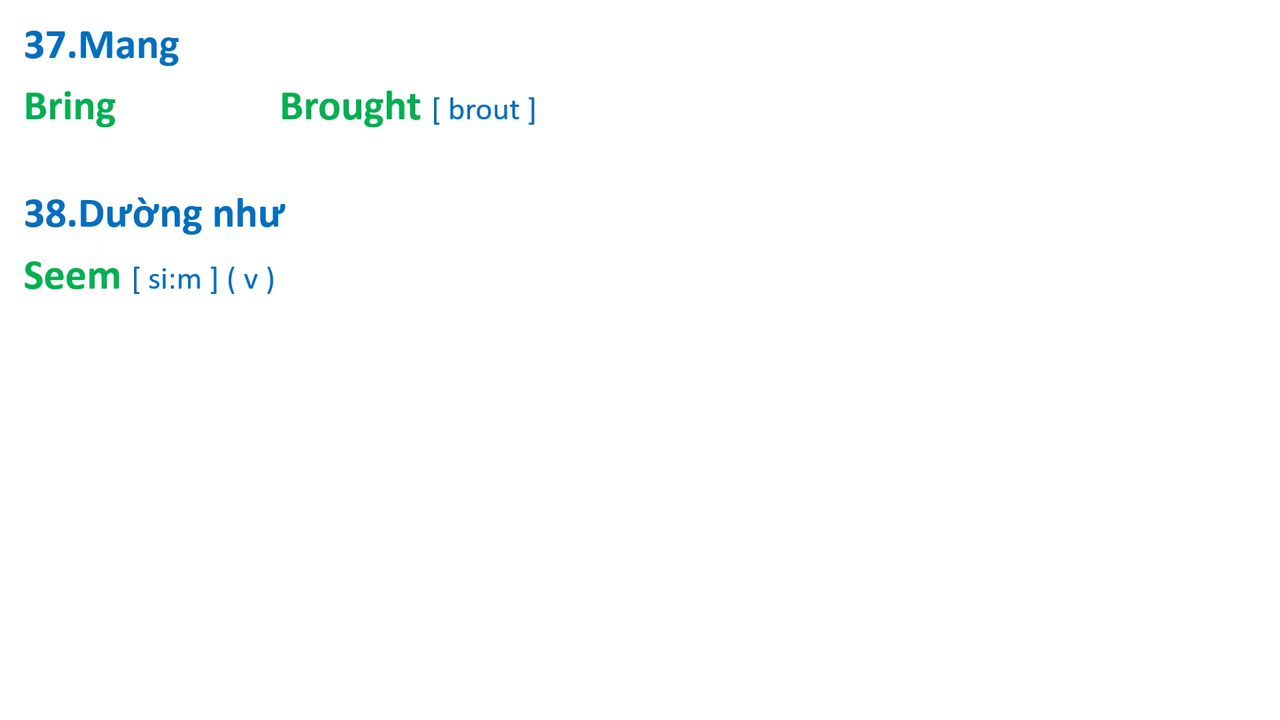 37.Mang
Bring Brought [ brout ]
38.Dường như
Seem [ si:m ] ( v )